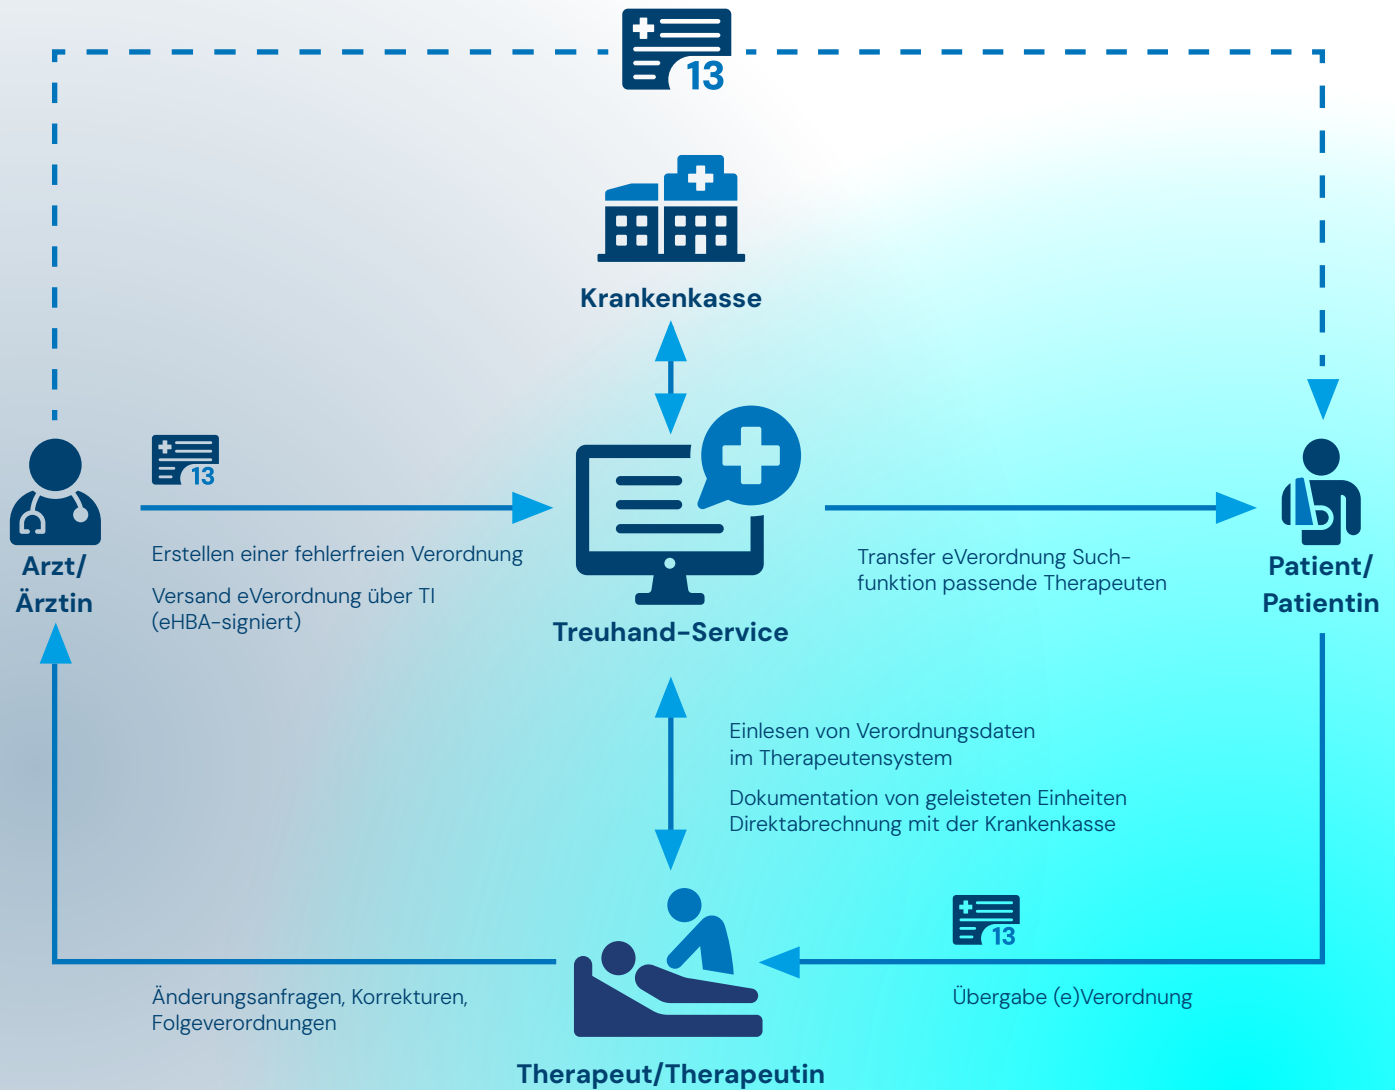 13
Krankenkasse
13
Arzt/
Ärztin
Erstellen einer fehlerfreien Verordnung
Versand eVerordnung über TI
(eHBA-signiert)
Treuhand-Service
Transfer eVerordnung Such-
funktion passende Therapeuten
Patient/
Patientin
Einlesen von Verordnungsdaten
im Therapeutensystem
Dokumentation von geleisteten Einheiten
Direktabrechnung mit der Krankenkasse
13
Änderungsanfragen, Korrekturen,
Folgeverordnungen
Übergabe (e)Verordnung
Therapeut/Therapeutin